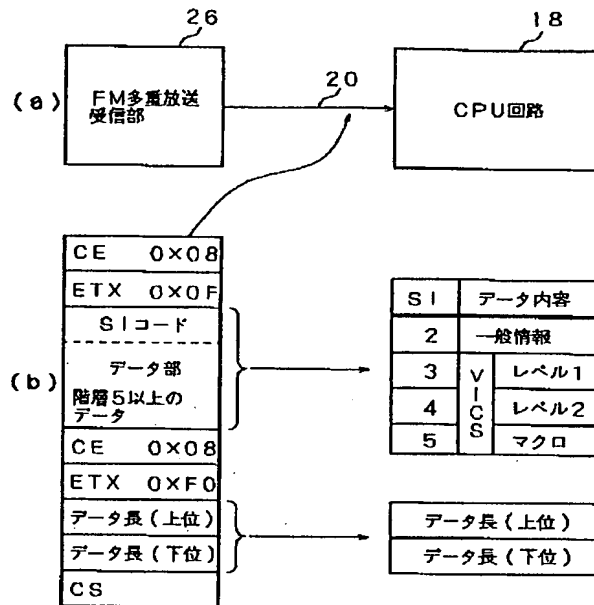 26
18
(a)
FM多重放送
受信部
20
CPU回路
(b)
CE 0×08
ETX 0×0F
SIコード
データ部
階層5以上の
データ
CE 0×08
ETX 0×F0
データ長(上位)
データ長(下位)
CS
SI データ内容
2 一般情報
3 VICS レベル1
4 レベル2
5 マクロ
データ長(上位)
データ長(下位)